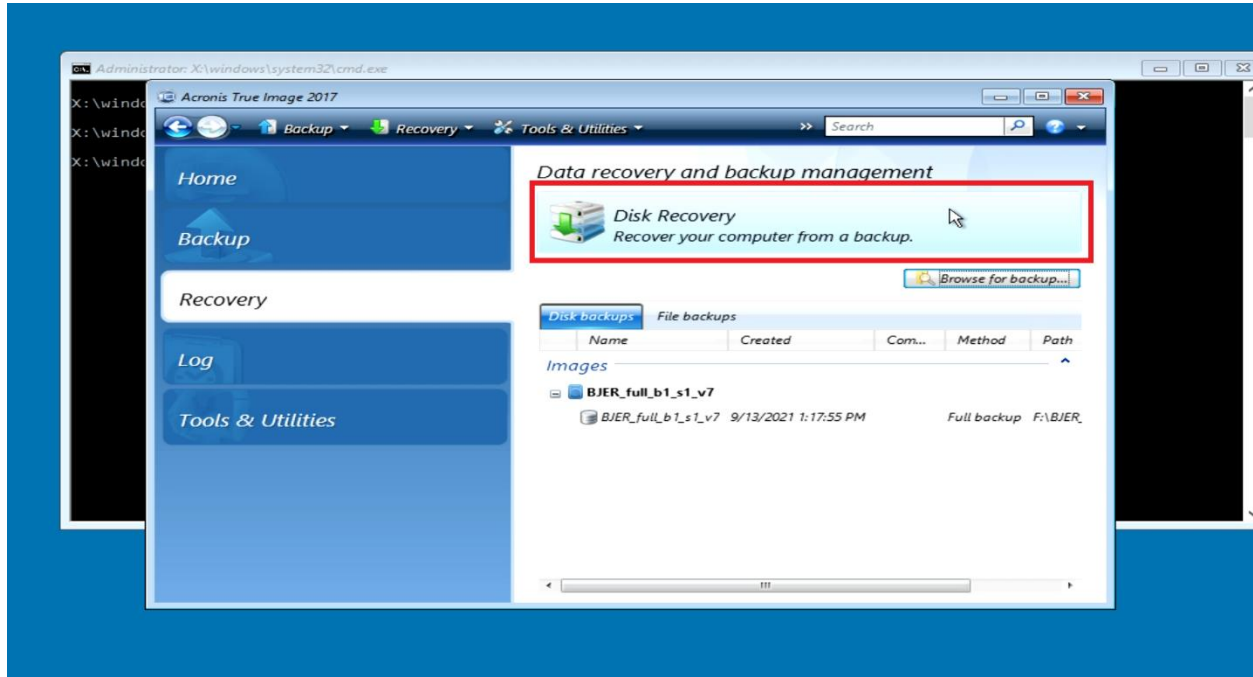 Administrator: X:\windows\system32\cmd.exe
X:\windo
X:\windo
X:\windo
Acronis True Image 2017
Backup Recovery Tools & Utilities >> Search
Home
Backup
Recovery
Log
Tools & Utilities
Data recovery and backup management
Disk Recovery
Recover your computer from a backup.
Browse for backup...
Disk backups File backups
Name Created Com... Method Path
Images
BJER_full_b1_s1_v7
BJER_full_b1_s1_v7 9/13/2021 1:17:55 PM Full backup F:\BJER_